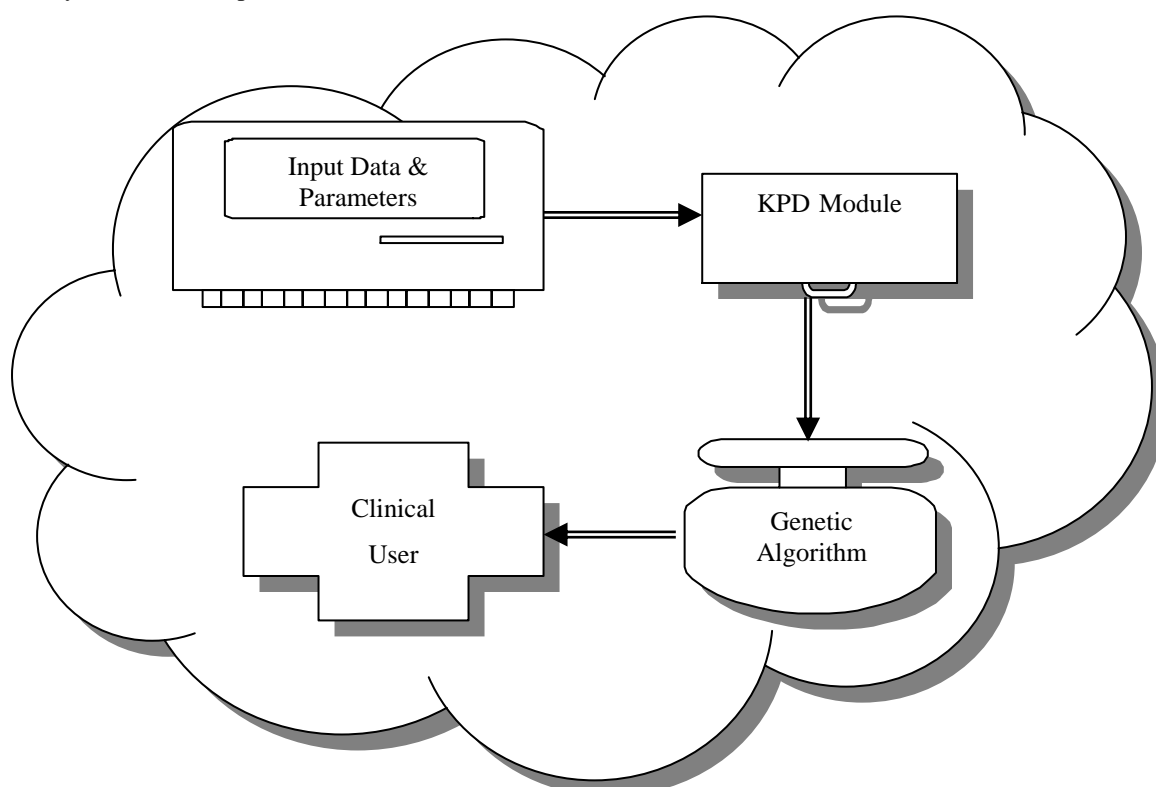 Input Data &
Parameters
KPD Module
Clinical
User
Genetic
Algorithm